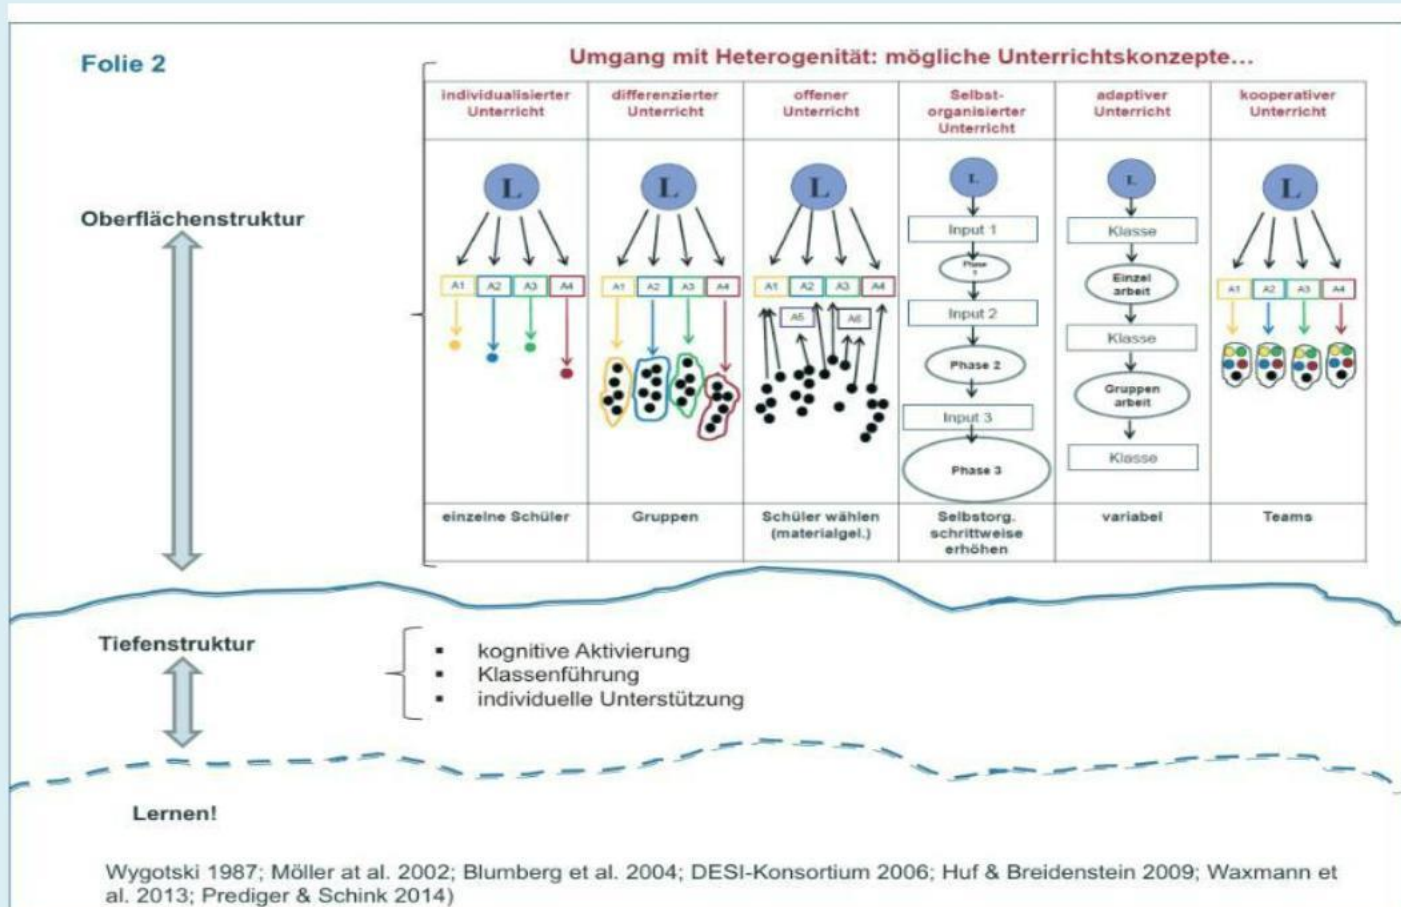 Folie 2
Umgang mit Heterogenität: mögliche Unterrichtskonzepte…
individualisierter
Unterricht
differenzierter
Unterricht
offener
Unterricht
Selbst-
organisierter
Unterricht
adaptiver
Unterricht
kooperativer
Unterricht
Oberflächenstruktur
L
A1 A2 A3 A4
L
A1 A2 A3 A4
L
A1 A2 A3 A4
A5 A6
L
Input 1
Phase
1
Input 2
Phase 2
Input 3
Phase 3
L
Klasse
Einzel
arbeit
Klasse
Gruppen
arbeit
Klasse
L
A1 A2 A3 A4
einzelne Schüler
Gruppen
Schüler wählen
(materialgel.)
Selbstorg.
schrittweise
erhöhen
variabel
Teams
Tiefenstruktur
▪ kognitive Aktivierung
▪ Klassenführung
▪ individuelle Unterstützung
Lernen!
Wygotski 1987; Möller at al. 2002; Blumberg et al. 2004; DESI-Konsortium 2006; Huf & Breidenstein 2009; Waxmann et
al. 2013; Prediger & Schink 2014)